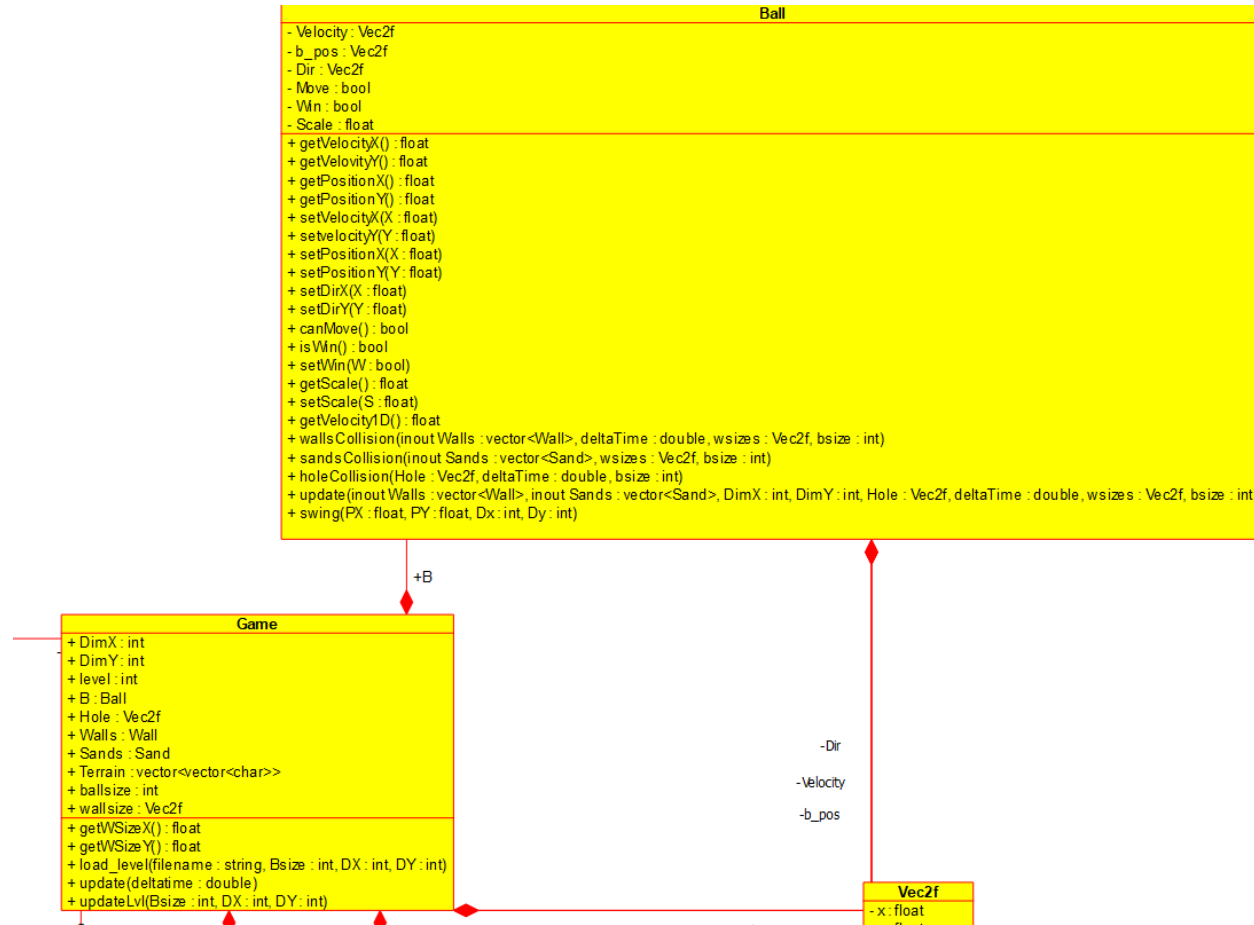 Ball
- Velocity : Vec2f
- b_pos : Vec2f
- Dir : Vec2f
- Move : bool
- Win : bool
- Scale : float
+ getVelocityX() : float
+ getVelovityY() : float
+ getPositionX() : float
+ getPositionY() : float
+ setVelocityX(X : float)
+ setvelocityY(Y : float)
+ setPositionX(X : float)
+ setPositionY(Y : float)
+ setDirX(X : float)
+ setDirY(Y : float)
+ canMove() : bool
+ isWin() : bool
+ setWin(W : bool)
+ getScale() : float
+ setScale(S : float)
+ getVelocity1D() : float
+ wallsCollision(inout Walls : vector<Wall>, deltaTime : double, wsizes : Vec2f, bsize : int)
+ sandsCollision(inout Sands : vector<Sand>, wsizes : Vec2f, bsize : int)
+ holeCollision(Hole : Vec2f, deltaTime : double, bsize : int)
+ update(inout Walls : vector<Wall>, inout Sands : vector<Sand>, DimX : int, DimY : int, Hole : Vec2f, deltaTime : double, wsizes : Vec2f, bsize : int
+ swing(PX : float, PY : float, Dx : int, Dy : int)
+B
Game
+ DimX : int
+ DimY : int
+ level : int
+ B : Ball
+ Hole : Vec2f
+ Walls : Wall
+ Sands : Sand
+ Terrain : vector<vector<char>>
+ ballsize : int
+ wallsize : Vec2f
+ getWSizeX() : float
+ getWSizeY() : float
+ load_level(filename : string, Bsize : int, DX : int, DY : int)
+ update(deltatime : double)
+ updateLvl(Bsize : int, DX : int, DY : int)
-Dir
-Velocity
-b_pos
Vec2f
- x : float